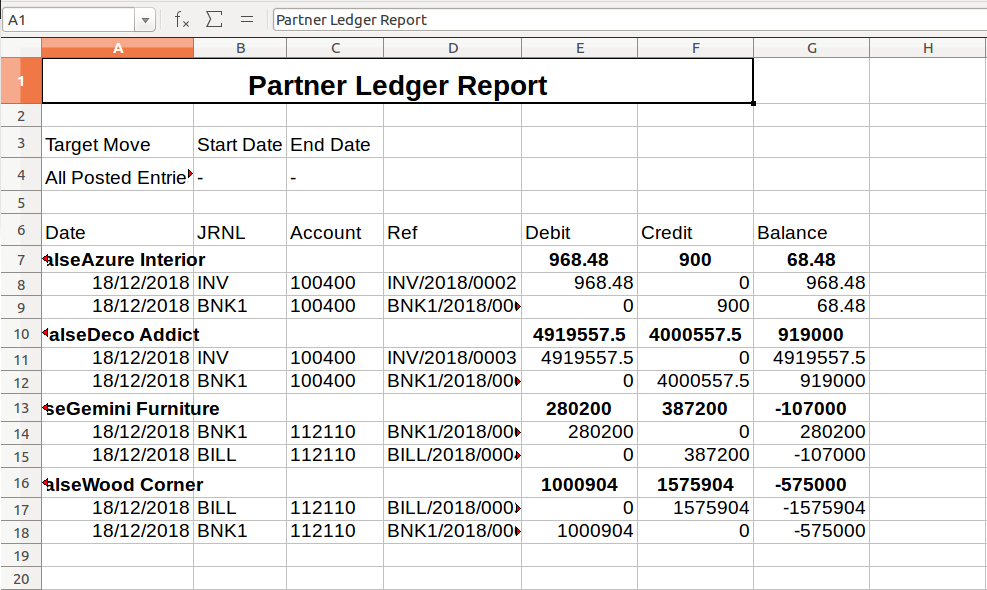 A1 fx Σ = Partner Ledger Report
A B C D E F G H
1 Partner Ledger Report
2
3 Target Move Start Date End Date
4 All Posted Entrie - -
5
6 Date JRNL Account Ref Debit Credit Balance
7 alseAzure Interior 968.48 900 68.48
8 18/12/2018 INV 100400 INV/2018/0002 968.48 0 968.48
9 18/12/2018 BNK1 100400 BNK1/2018/00 0 900 68.48
10 alseDeco Addict 4919557.5 4000557.5 919000
11 18/12/2018 INV 100400 INV/2018/0003 4919557.5 0 4919557.5
12 18/12/2018 BNK1 100400 BNK1/2018/00 0 4000557.5 919000
13 seGemini Furniture 280200 387200 -107000
14 18/12/2018 BNK1 112110 BNK1/2018/00 280200 0 280200
15 18/12/2018 BILL 112110 BILL/2018/000 0 387200 -107000
16 alseWood Corner 1000904 1575904 -575000
17 18/12/2018 BILL 112110 BILL/2018/000 0 1575904 -1575904
18 18/12/2018 BNK1 112110 BNK1/2018/00 1000904 0 -575000
19
20